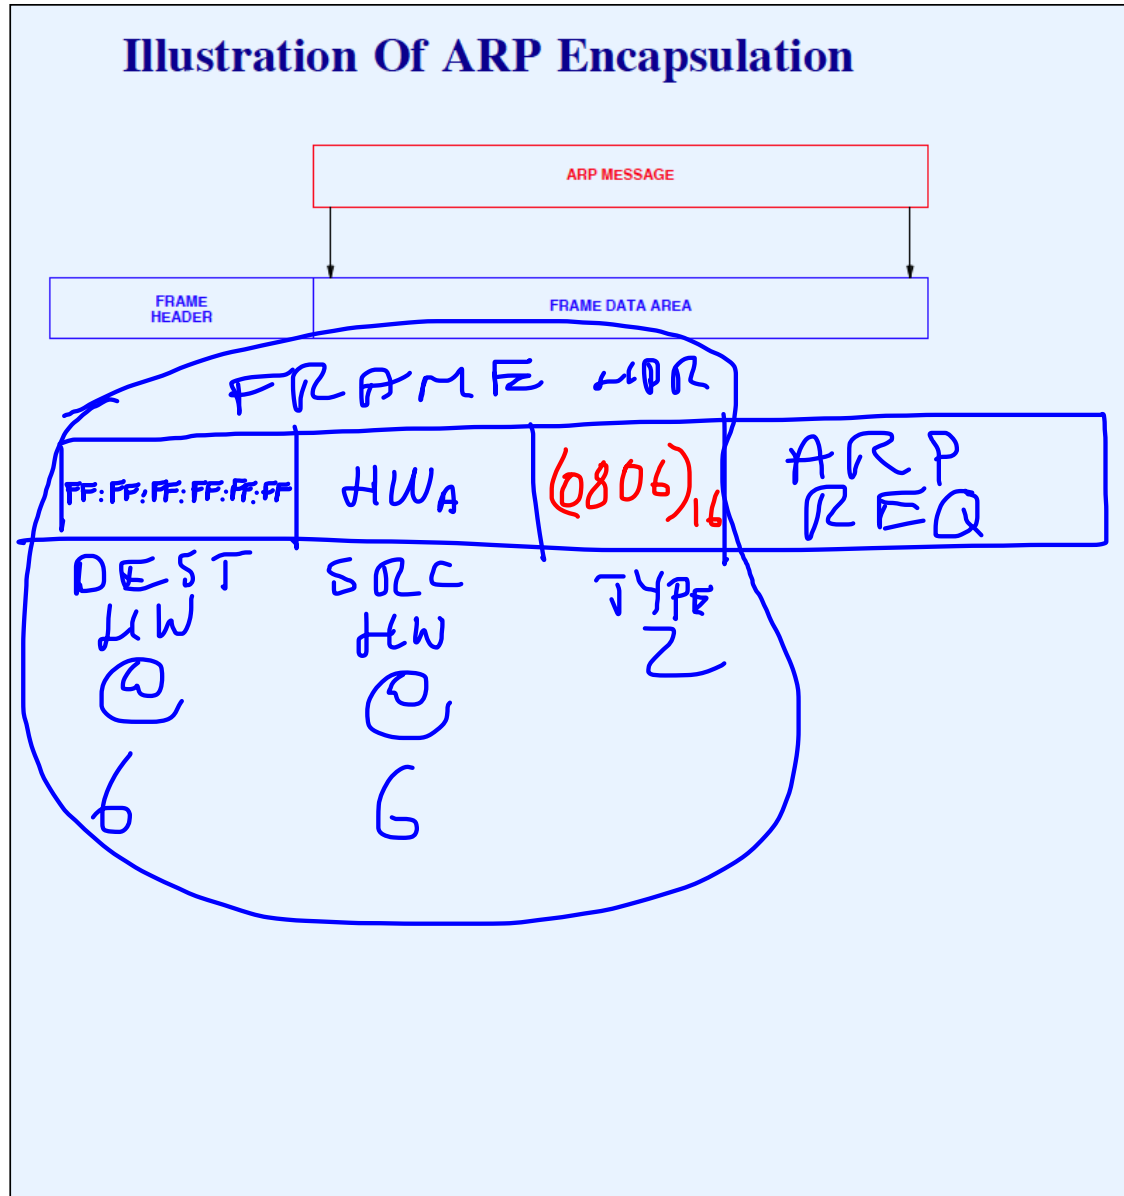 Illustration Of ARP Encapsulation
ARP MESSAGE
FRAME
HEADER
FRAME DATA AREA
FRAME HDR
FF:FF:FF:FF:FF:FF
HWA
(0806)16
ARP
REQ
DEST
HW
@
6
SRC
HW
@
6
TYPE
2